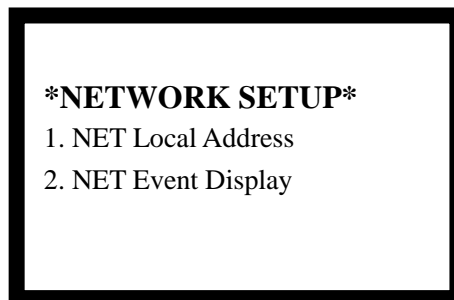 *NETWORK SETUP*
1. NET Local Address
2. NET Event Display